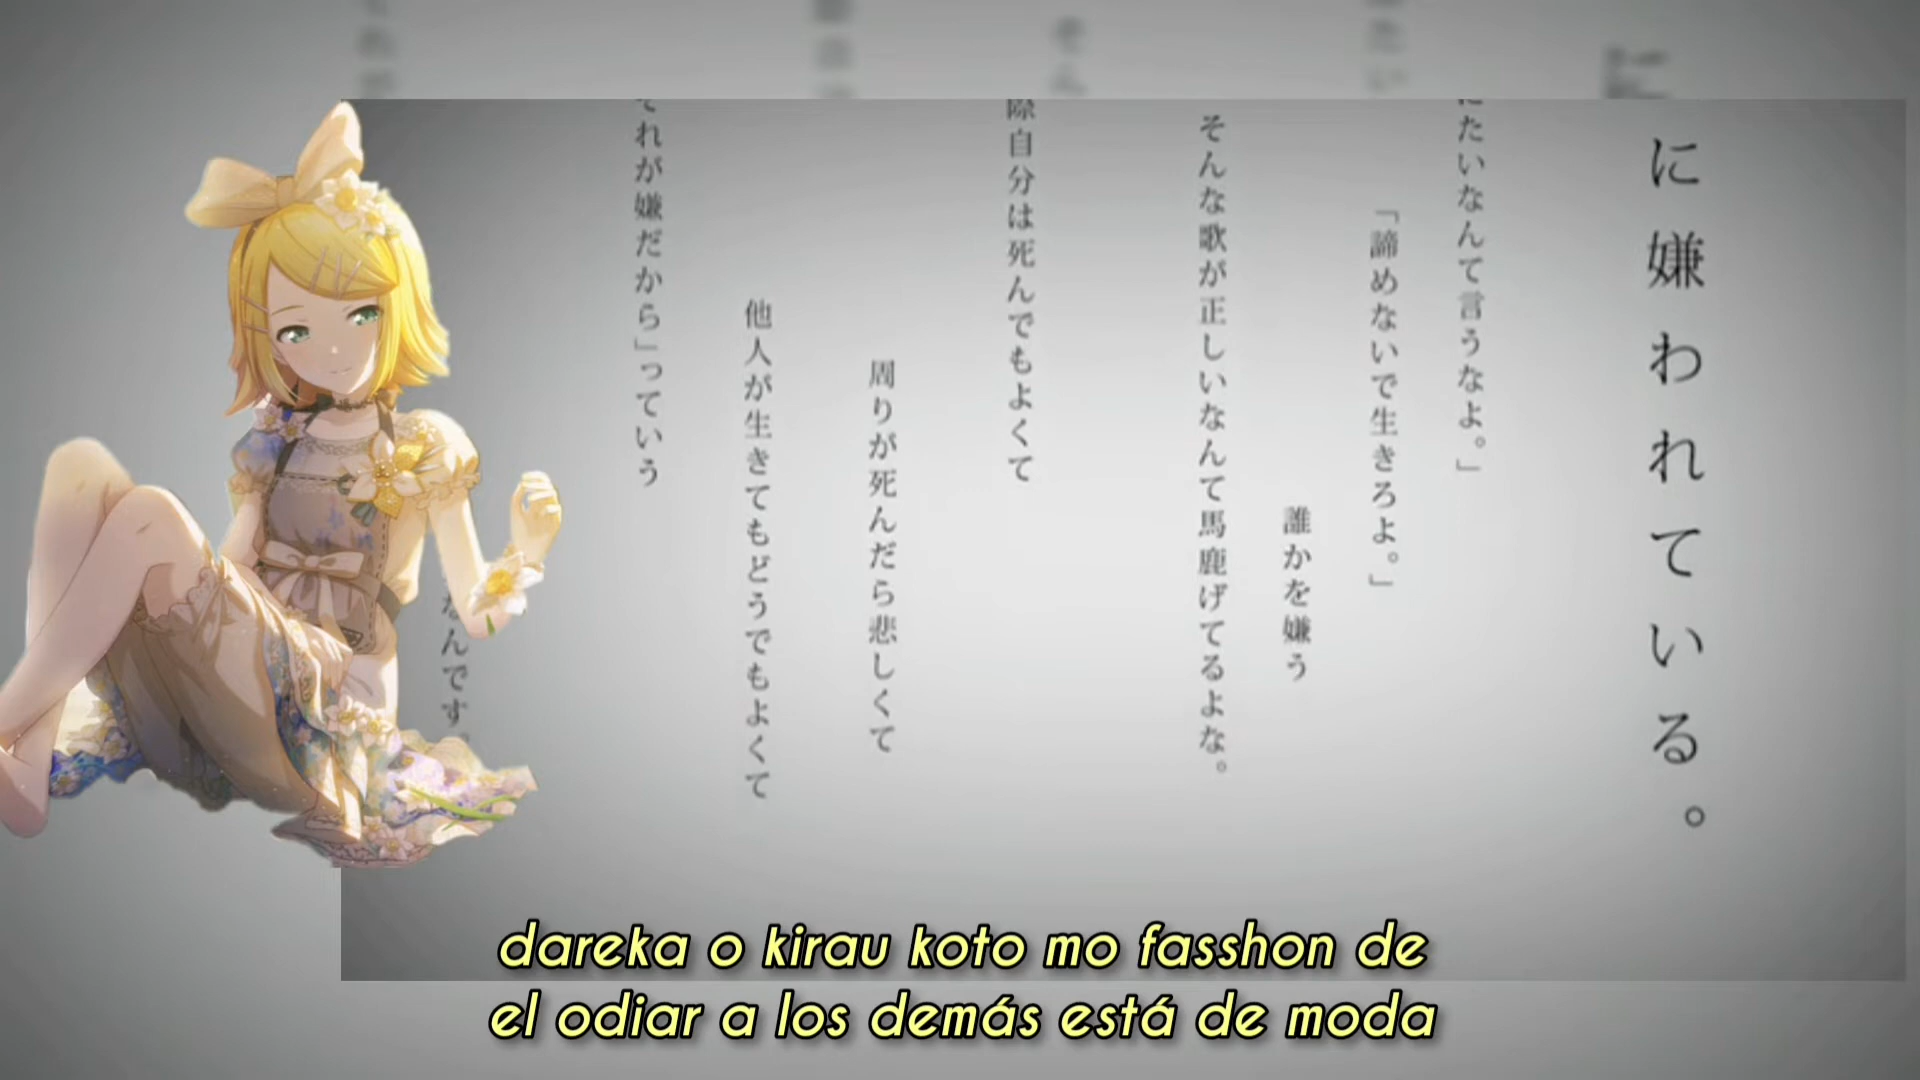 に嫌われている。
にたいなんて言うなよ。」
「諦めないで生きろよ。」
誰かを嫌う
そんな歌が正しいなんて馬鹿げてるよな。
際自分は死んでもよくて
周りが死んだら悲しくて
他人が生きてもどうでもよくて
それが嫌だから」っていう
なんです。
dareka o kirau koto mo fasshon de
el odiar a los demás está de moda